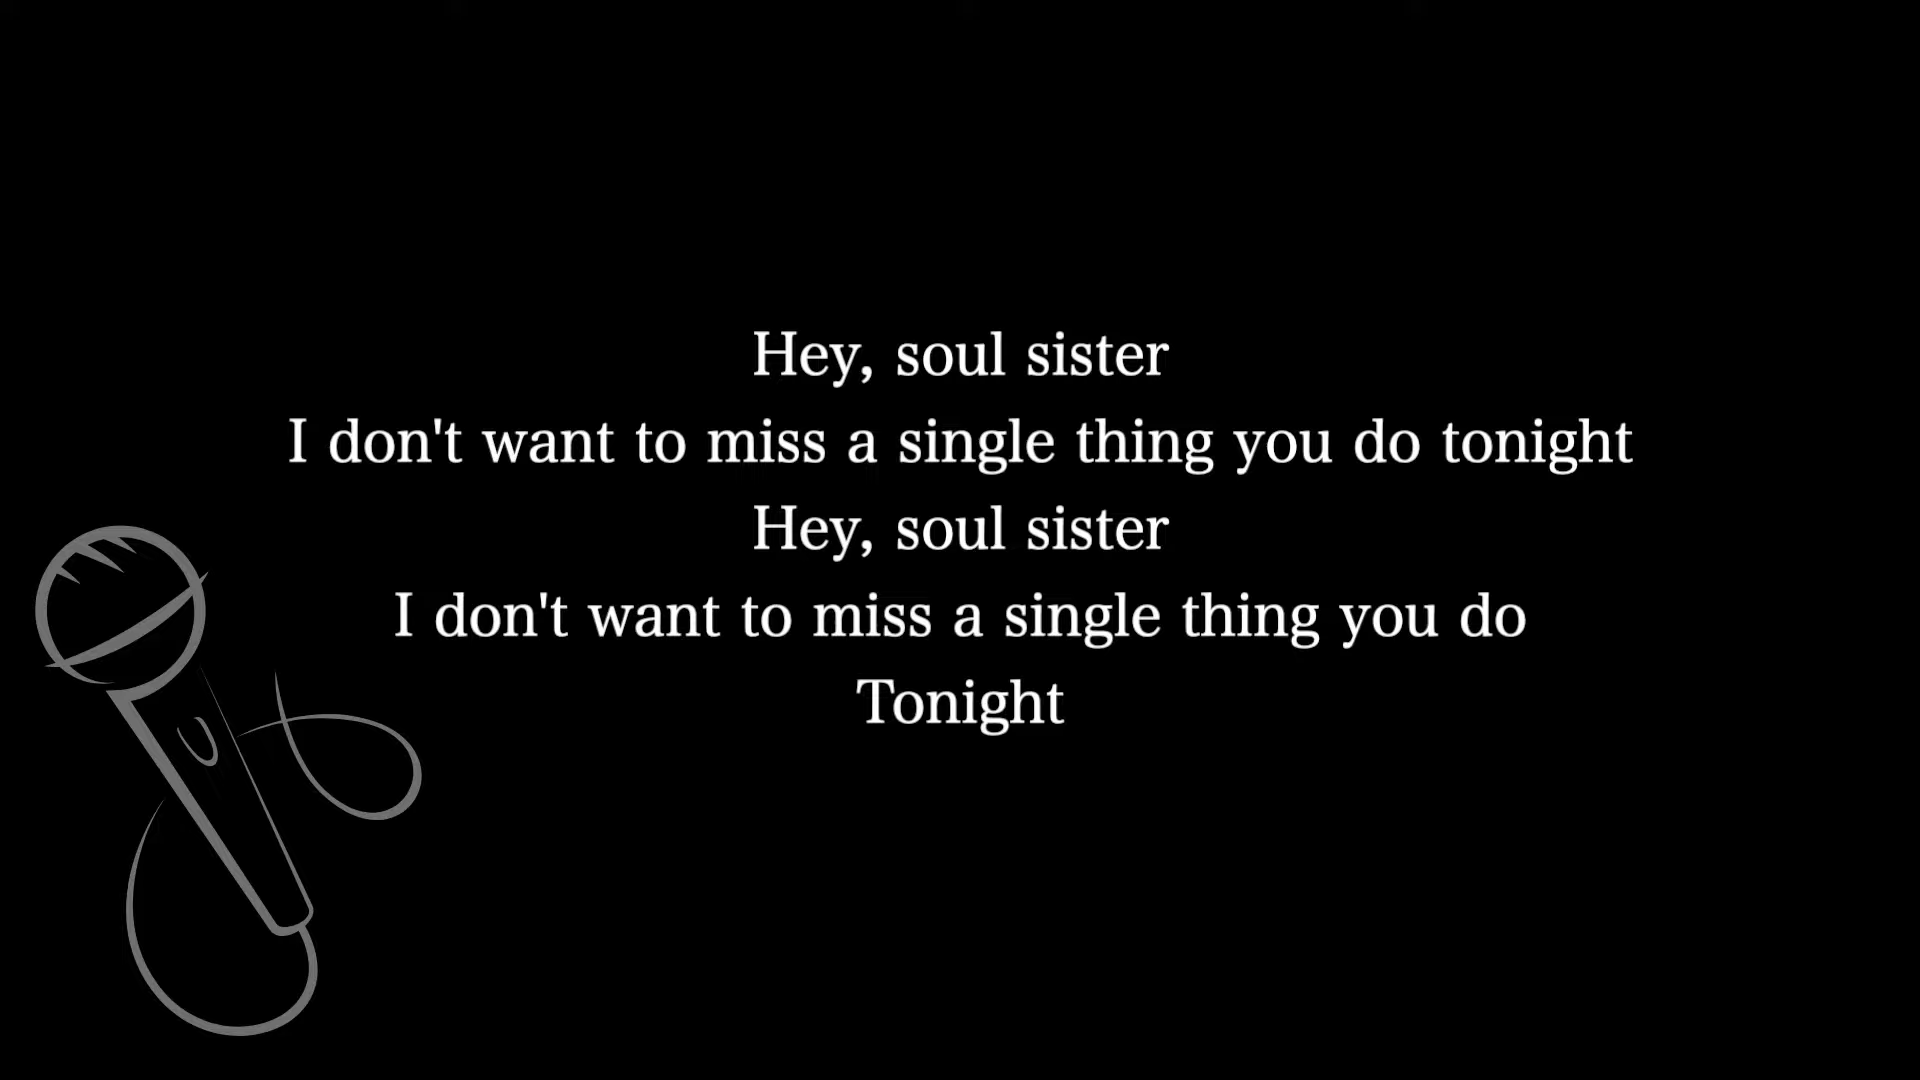 Hey, soul sister
I don't want to miss a single thing you do tonight
Hey, soul sister
I don't want to miss a single thing you do
Tonight